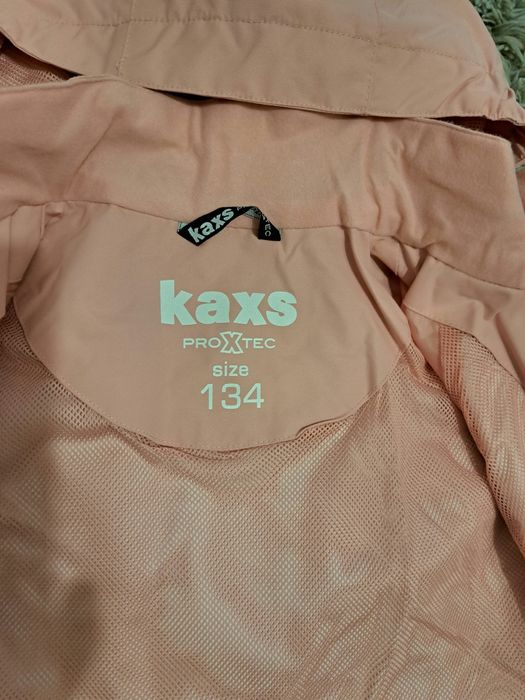 kaxs
kaxs
PROXTEC
size
134